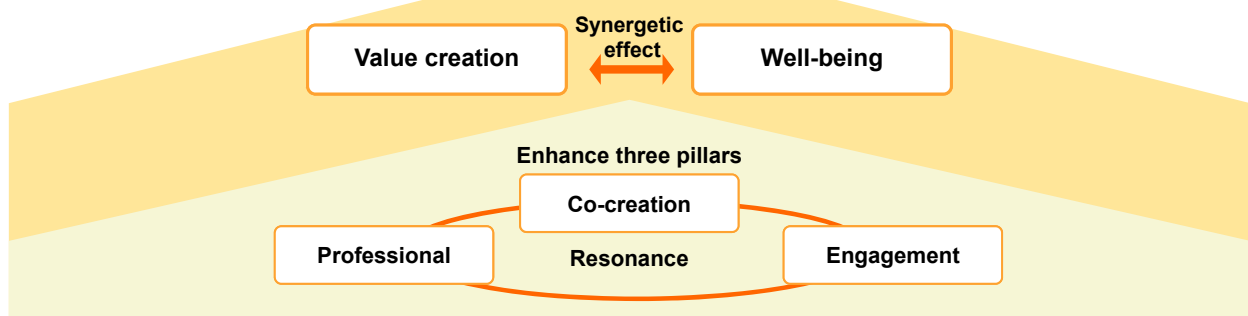 Value creation
Synergetic
effect
Well-being
Enhance three pillars
Co-creation
Professional
Resonance
Engagement